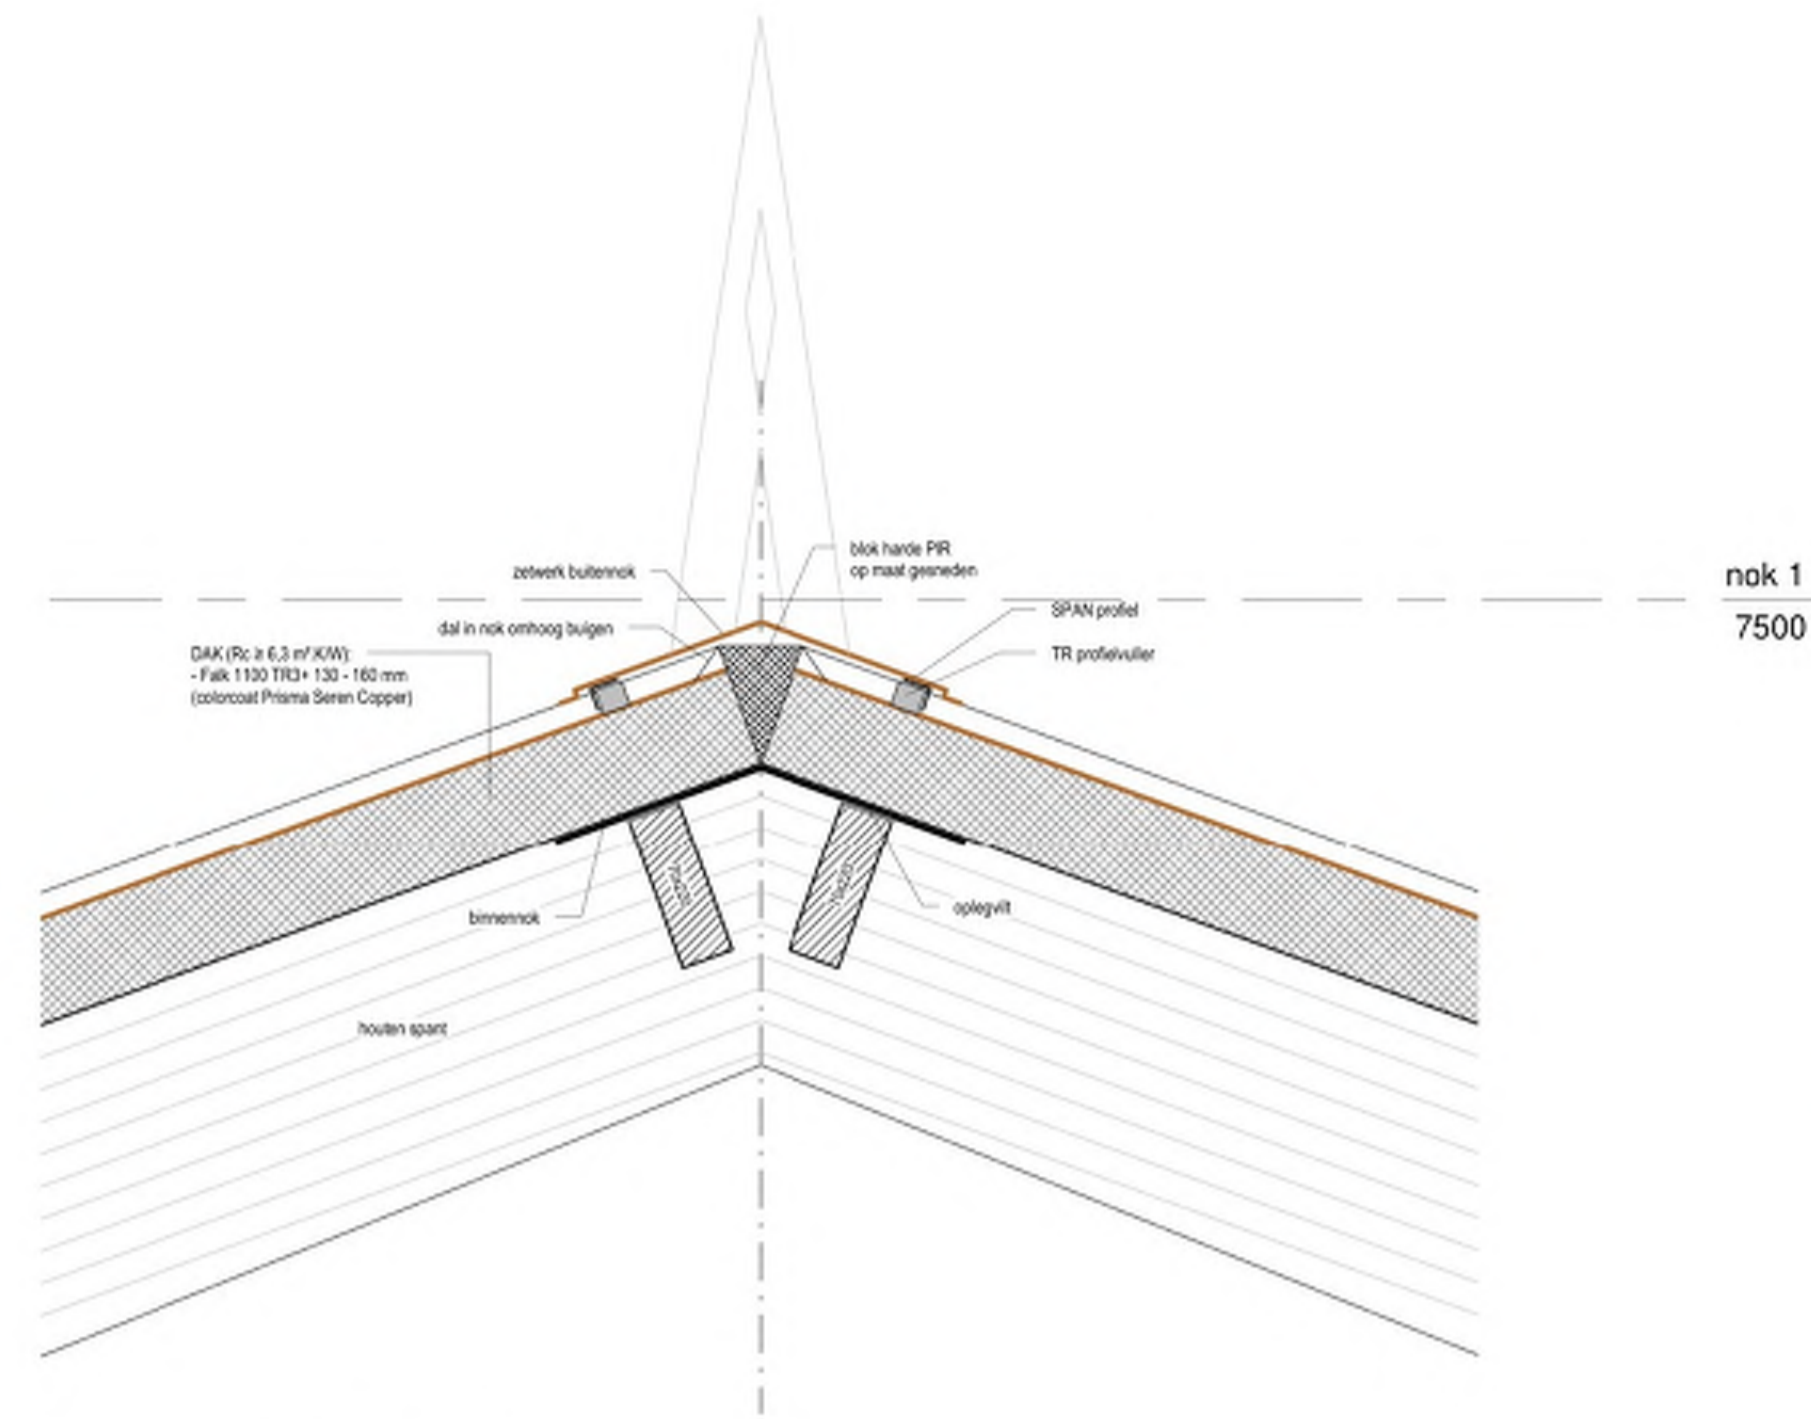 nok 1
7500
blok harde PIR
op maat gesneden
zetwerk buitennok
SPAN profiel
dal in nok omhoog buigen
TR profielvuller
DAK (Rc ≥ 6,3 m².K/W):
- Falk 1100 TR3+ 130 - 160 mm
(colorcoat Prisma Seren Copper)
binnennok
oplegvilt
houten spant